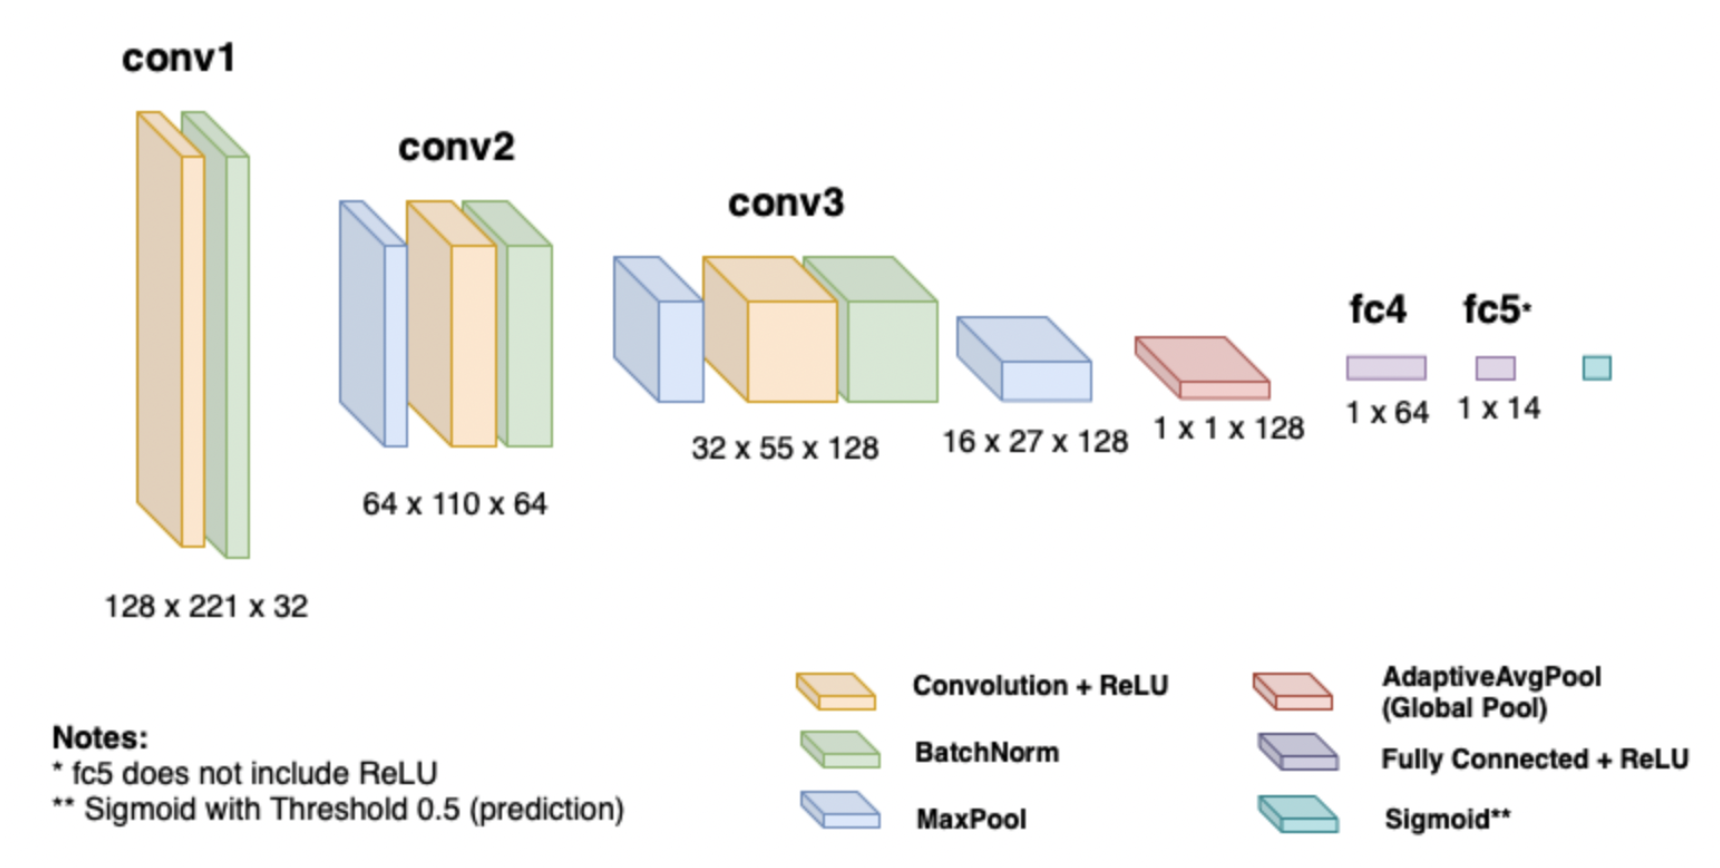 conv1
conv2
conv3
fc4
fc5*
128 x 221 x 32
64 x 110 x 64
32 x 55 x 128
16 x 27 x 128
1 x 1 x 128
1 x 64
1 x 14
Convolution + ReLU
BatchNorm
MaxPool
AdaptiveAvgPool
(Global Pool)
Fully Connected + ReLU
Sigmoid**
Notes:
* fc5 does not include ReLU
** Sigmoid with Threshold 0.5 (prediction)